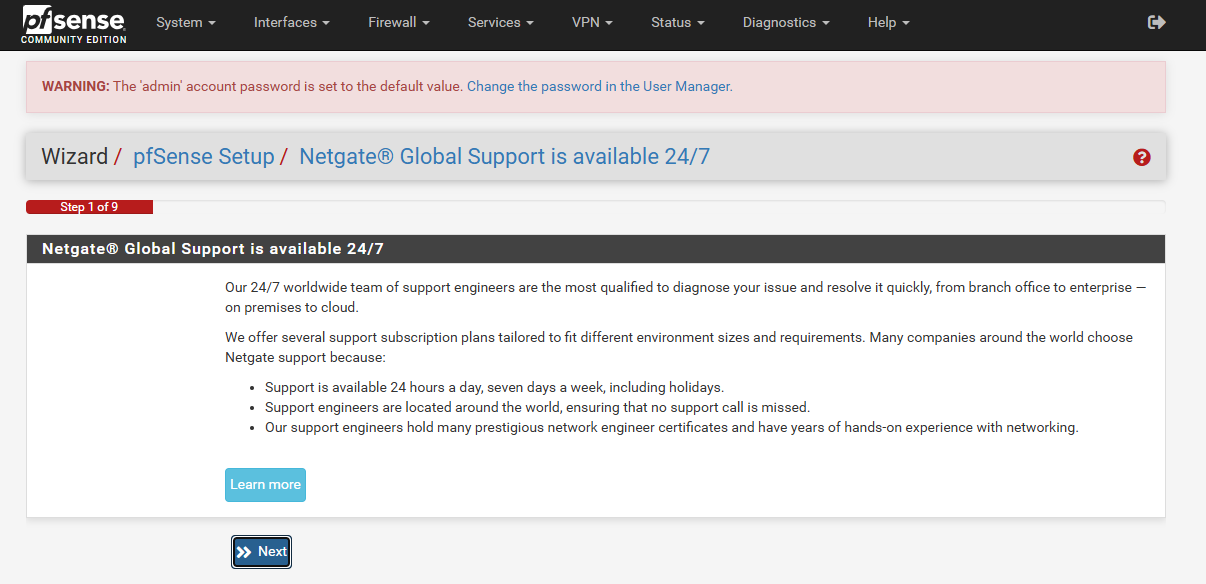 pfsense
COMMUNITY EDITION
System Interfaces Firewall Services VPN Status Diagnostics Help
WARNING: The 'admin' account password is set to the default value. Change the password in the User Manager.
Wizard / pfSense Setup / Netgate® Global Support is available 24/7
?
Step 1 of 9
Netgate® Global Support is available 24/7
Our 24/7 worldwide team of support engineers are the most qualified to diagnose your issue and resolve it quickly, from branch office to enterprise —
on premises to cloud.
We offer several support subscription plans tailored to fit different environment sizes and requirements. Many companies around the world choose
Netgate support because:
• Support is available 24 hours a day, seven days a week, including holidays.
• Support engineers are located around the world, ensuring that no support call is missed.
• Our support engineers hold many prestigious network engineer certificates and have years of hands-on experience with networking.
Learn more
Next